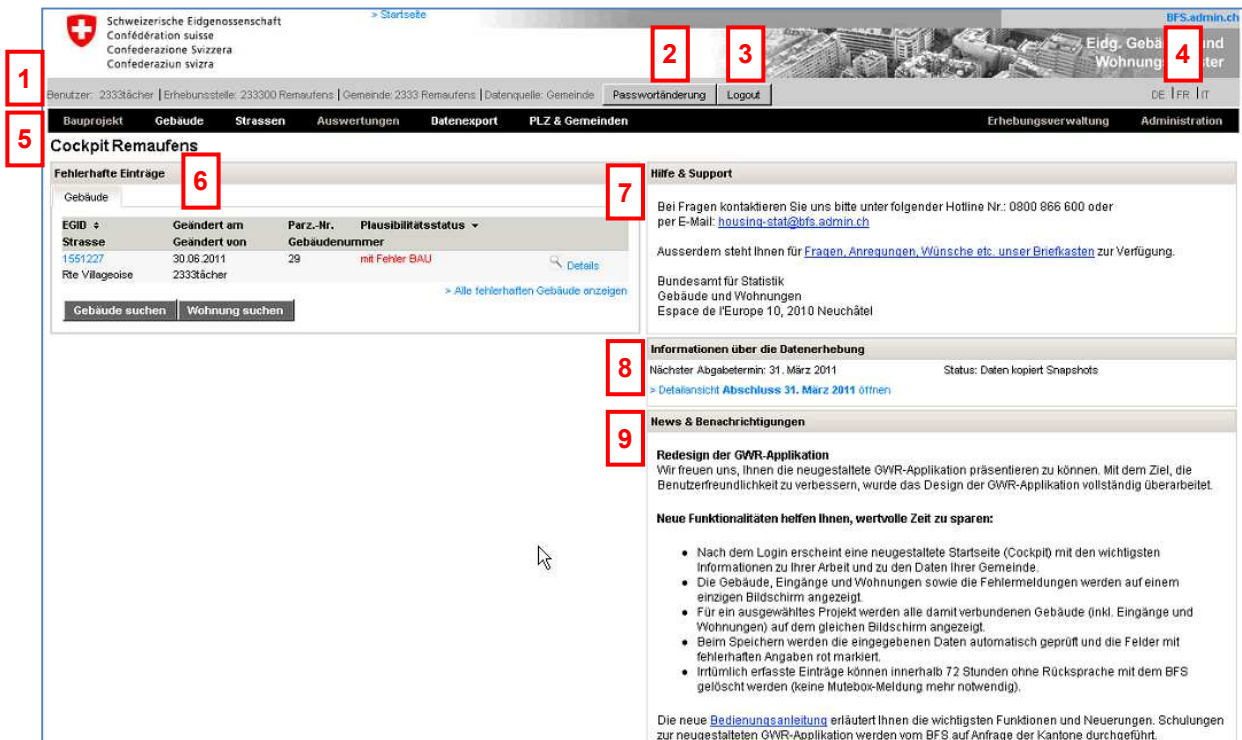 Schweizerische Eidgenossenschaft
Confédération suisse
Confederazione Svizzera
Confederaziun svizra
> Startseite
BFS.admin.ch
Eidg. Gebäude und
Wohnungsregister
1
2
3
4
Benutzer: 2333tâcher | Erhebungsstelle: 233300 Remaufens | Gemeinde: 2333 Remaufens | Datenquelle: Gemeinde Passwortänderung Logout DE | FR | IT
5
Bauprojekt Gebäude Strassen Auswertungen Datenexport PLZ & Gemeinden Erhebungsverwaltung Administration
Cockpit Remaufens
Fehlerhafte Einträge
6
Gebäude
EGID Geändert am Parz.-Nr. Plausibilitätsstatus
Strasse Geändert von Gebäudenummer
1551227 30.06.2011 29 mit Fehler BAU Details
Rte Villageoise 2333tâcher
> Alle fehlerhaften Gebäude anzeigen
Gebäude suchen Wohnung suchen
7
Hilfe & Support
Bei Fragen kontaktieren Sie uns bitte unter folgender Hotline Nr.: 0800 866 600 oder
per E-Mail: housing-stat@bfs.admin.ch
Ausserdem steht Ihnen für Fragen, Anregungen, Wünsche etc. unser Briefkasten zur Verfügung.
Bundesamt für Statistik
Gebäude und Wohnungen
Espace de l'Europe 10, 2010 Neuchâtel
8
Informationen über die Datenerhebung
Nächster Abgabetermin: 31. März 2011 Status: Daten kopiert Snapshots
> Detailansicht Abschluss 31. März 2011 öffnen
9
News & Benachrichtigungen
Redesign der GWR-Applikation
Wir freuen uns, Ihnen die neugestaltete GWR-Applikation präsentieren zu können. Mit dem Ziel, die
Benutzerfreundlichkeit zu verbessern, wurde das Design der GWR-Applikation vollständig überarbeitet.
Neue Funktionalitäten helfen Ihnen, wertvolle Zeit zu sparen:
• Nach dem Login erscheint eine neugestaltete Startseite (Cockpit) mit den wichtigsten
Informationen zu Ihrer Arbeit und zu den Daten Ihrer Gemeinde.
• Die Gebäude, Eingänge und Wohnungen sowie die Fehlermeldungen werden auf einem
einzigen Bildschirm angezeigt.
• Für ein ausgewähltes Projekt werden alle damit verbundenen Gebäude (inkl. Eingänge und
Wohnungen) auf dem gleichen Bildschirm angezeigt.
• Beim Speichern werden die eingegebenen Daten automatisch geprüft und die Felder mit
fehlerhaften Angaben rot markiert.
• Irrtümlich erfasste Einträge können innerhalb 72 Stunden ohne Rücksprache mit dem BFS
gelöscht werden (keine Mutebox-Meldung mehr notwendig).
Die neue Bedienungsanleitung erläutert Ihnen die wichtigsten Funktionen und Neuerungen. Schulungen
zur neugestalteten GWR-Applikation werden vom BFS auf Anfrage der Kantone durchgeführt.